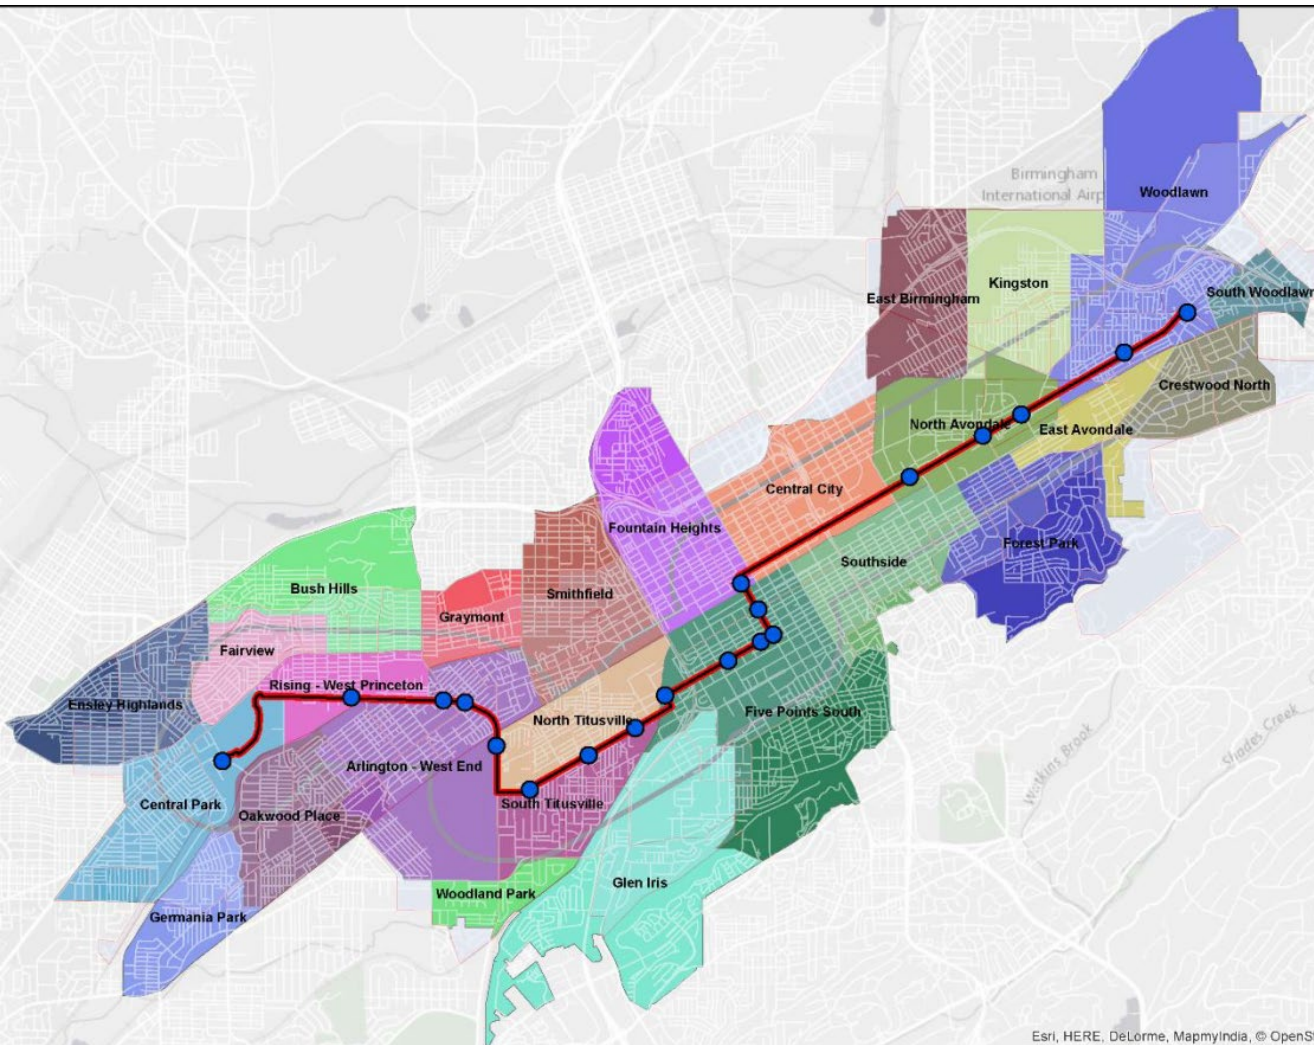 Birmingham
International Airp
Woodlawn
Kingston
East Birmingham
South Woodlawn
Crestwood North
North Avondale
East Avondale
Central City
Fountain Heights
Forest Park
Southside
Bush Hills
Smithfield
Graymont
Fairview
Rising - West Princeton
Ensley Highlands
North Titusville
Five Points South
Watkins Brook
Shades Creek
Arlington - West End
Central Park
South Titusville
Oakwood Place
Glen Iris
Woodland Park
Germania Park
Esri, HERE, DeLorme, MapmyIndia, © OpenS